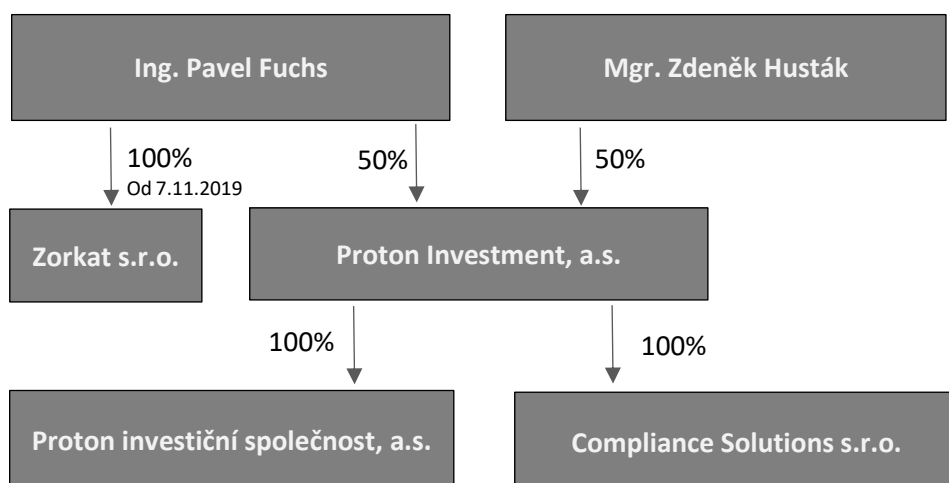 Ing. Pavel Fuchs
Mgr. Zdeněk Husták
100%
Od 7.11.2019
50%
50%
Zorkat s.r.o.
Proton Investment, a.s.
100%
100%
Proton investiční společnost, a.s.
Compliance Solutions s.r.o.